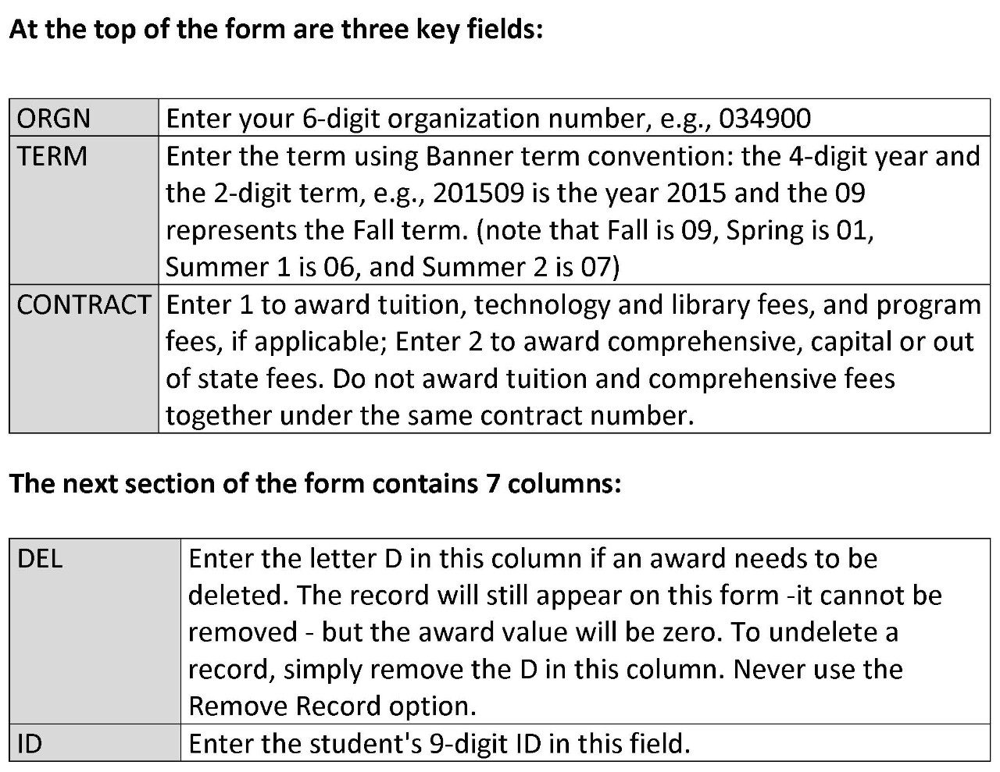 At the top of the form are three key fields:
ORGN Enter your 6-digit organization number, e.g., 034900
TERM Enter the term using Banner term convention: the 4-digit year and
the 2-digit term, e.g., 201509 is the year 2015 and the 09
represents the Fall term. (note that Fall is 09, Spring is 01,
Summer 1 is 06, and Summer 2 is 07)
CONTRACT Enter 1 to award tuition, technology and library fees, and program
fees, if applicable; Enter 2 to award comprehensive, capital or out
of state fees. Do not award tuition and comprehensive fees
together under the same contract number.
The next section of the form contains 7 columns:
DEL Enter the letter D in this column if an award needs to be
deleted. The record will still appear on this form -it cannot be
removed - but the award value will be zero. To undelete a
record, simply remove the D in this column. Never use the
Remove Record option.
ID Enter the student's 9-digit ID in this field.